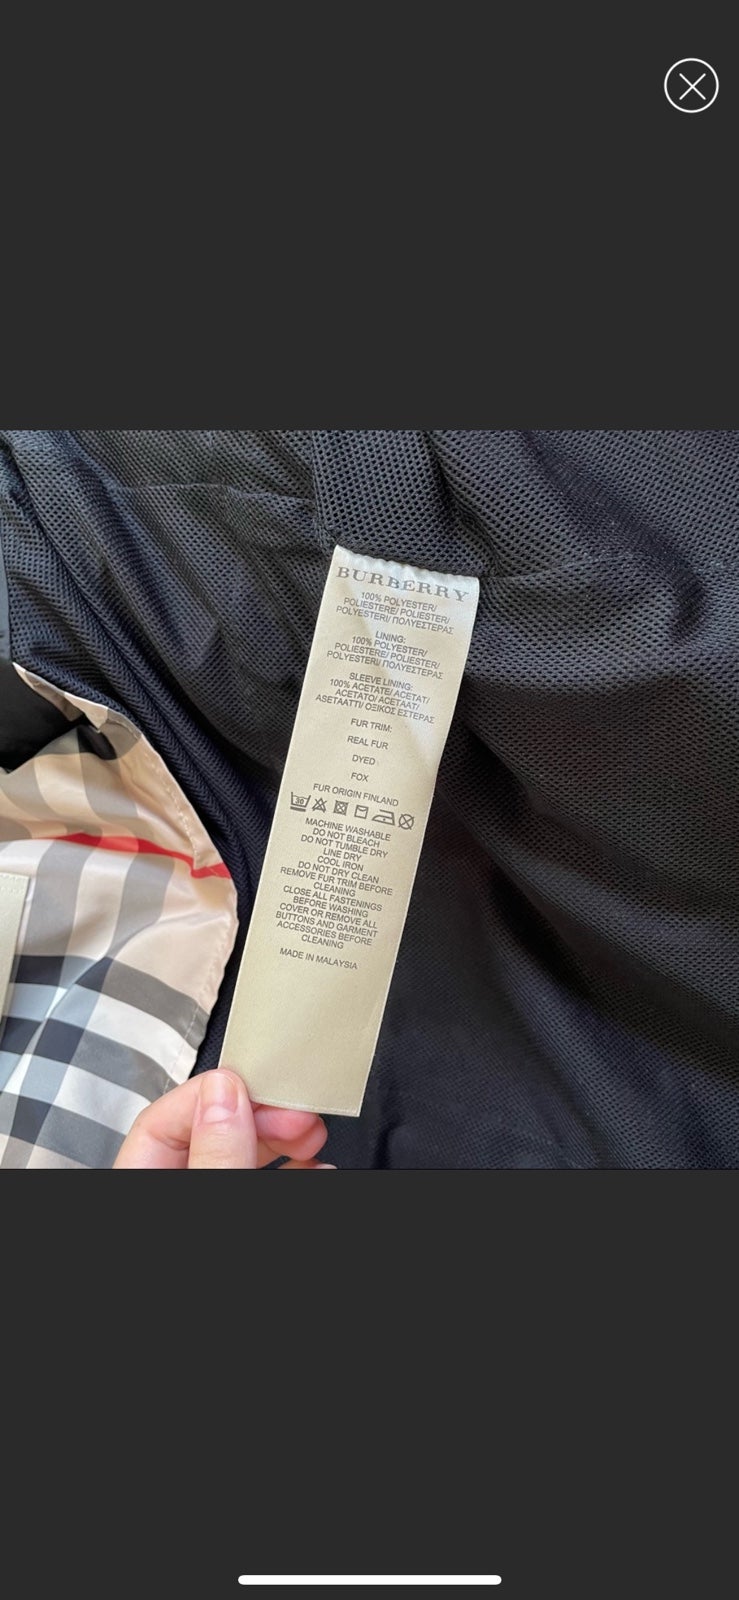 BURBERRY
100% POLYESTER/
POLIESTERE/ POLIESTER/
POLYESTERI/ ΠΟΛΥΕΣΤΕΡΑΣ
LINING:
100% POLYESTER/
POLIESTERE/ POLIESTER/
POLYESTERI/ ΠΟΛΥΕΣΤΕΡΑΣ
SLEEVE LINING:
100% ACETATE/ ACETAT/
ACETATO/ ACETAAT/
ASETAATTI/ ΟΞΙΚΟΣ ΕΣΤΕΡΑΣ
FUR TRIM:
REAL FUR
DYED
FOX
FUR ORIGIN FINLAND
30
MACHINE WASHABLE
DO NOT BLEACH
DO NOT TUMBLE DRY
LINE DRY
COOL IRON
DO NOT DRY CLEAN
REMOVE FUR TRIM BEFORE
CLEANING
CLOSE ALL FASTENINGS
BEFORE WASHING
COVER OR REMOVE ALL
BUTTONS AND GARMENT
ACCESSORIES BEFORE
CLEANING
MADE IN MALAYSIA